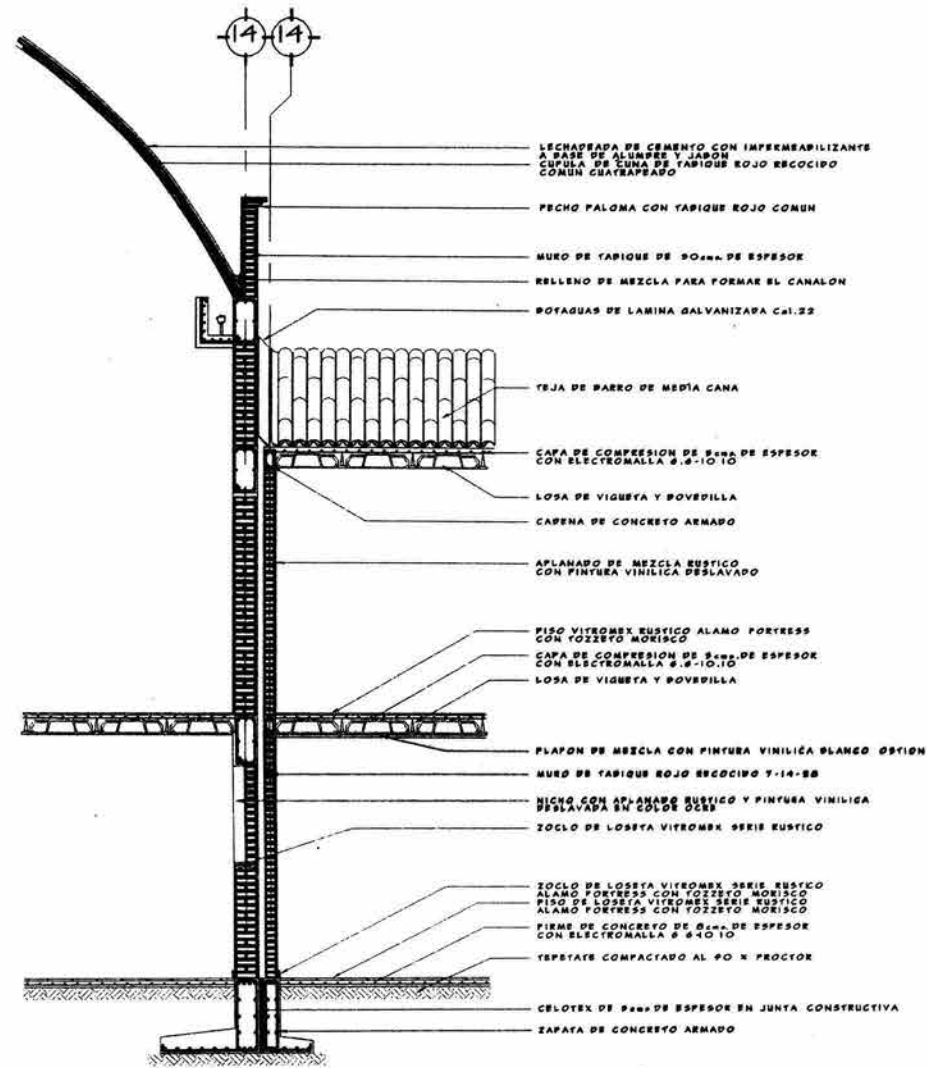 14 14
LECHADEADA DE CEMENTO CON IMPERMEABILIZANTE
A BASE DE ALUMBRE Y JABON
CUPULA DE CUNA DE TABIQUE ROJO RECOCIDO
COMUN CUATRAPEADO
PECHO PALOMA CON TABIQUE ROJO COMUN
MURO DE TABIQUE DE cms. DE ESPESOR
RELLENO DE MEZCLA PARA FORMAR EL CANALON
BOTAGUAS DE LAMINA GALVANIZADA Cal.22
TEJA DE BARRO DE MEDIA CANA
CAPA DE COMPRESION DE cms. DE ESPESOR
CON ELECTROMALLA 6.6-10.10
LOSA DE VIGUETA Y BOVEDILLA
CADENA DE CONCRETO ARMADO
APLANADO DE MEZCLA RUSTICO
CON PINTURA VINILICA DESLAVADO
PISO VITROMEX RUSTICO ALAMO FORTRESS
CON TOZZETO MORISCO
CAPA DE COMPRESION DE cms. DE ESPESOR
CON ELECTROMALLA 6.6-10.10
LOSA DE VIGUETA Y BOVEDILLA
PLAFON DE MEZCLA CON PINTURA VINILICA BLANCO OSTION
MURO DE TABIQUE ROJO RECOCIDO 7-14-28
NICHO CON APLANADO RUSTICO Y PINTURA VINILICA
DESLAVADA EN COLOR OCRE
ZOCLO DE LOSETA VITROMEX SERIE RUSTICO
ZOCLO DE LOSETA VITROMEX SERIE RUSTICO
ALAMO FORTRESS CON TOZZETO MORISCO
PISO DE LOSETA VITROMEX SERIE RUSTICO
ALAMO FORTRESS CON TOZZETO MORISCO
FIRME DE CONCRETO DE cms. DE ESPESOR
CON ELECTROMALLA 6 6-10 10
TEPETATE COMPACTADO AL 90 % PROCTOR
CELOTEX DE cms DE ESPESOR EN JUNTA CONSTRUCTIVA
ZAPATA DE CONCRETO ARMADO